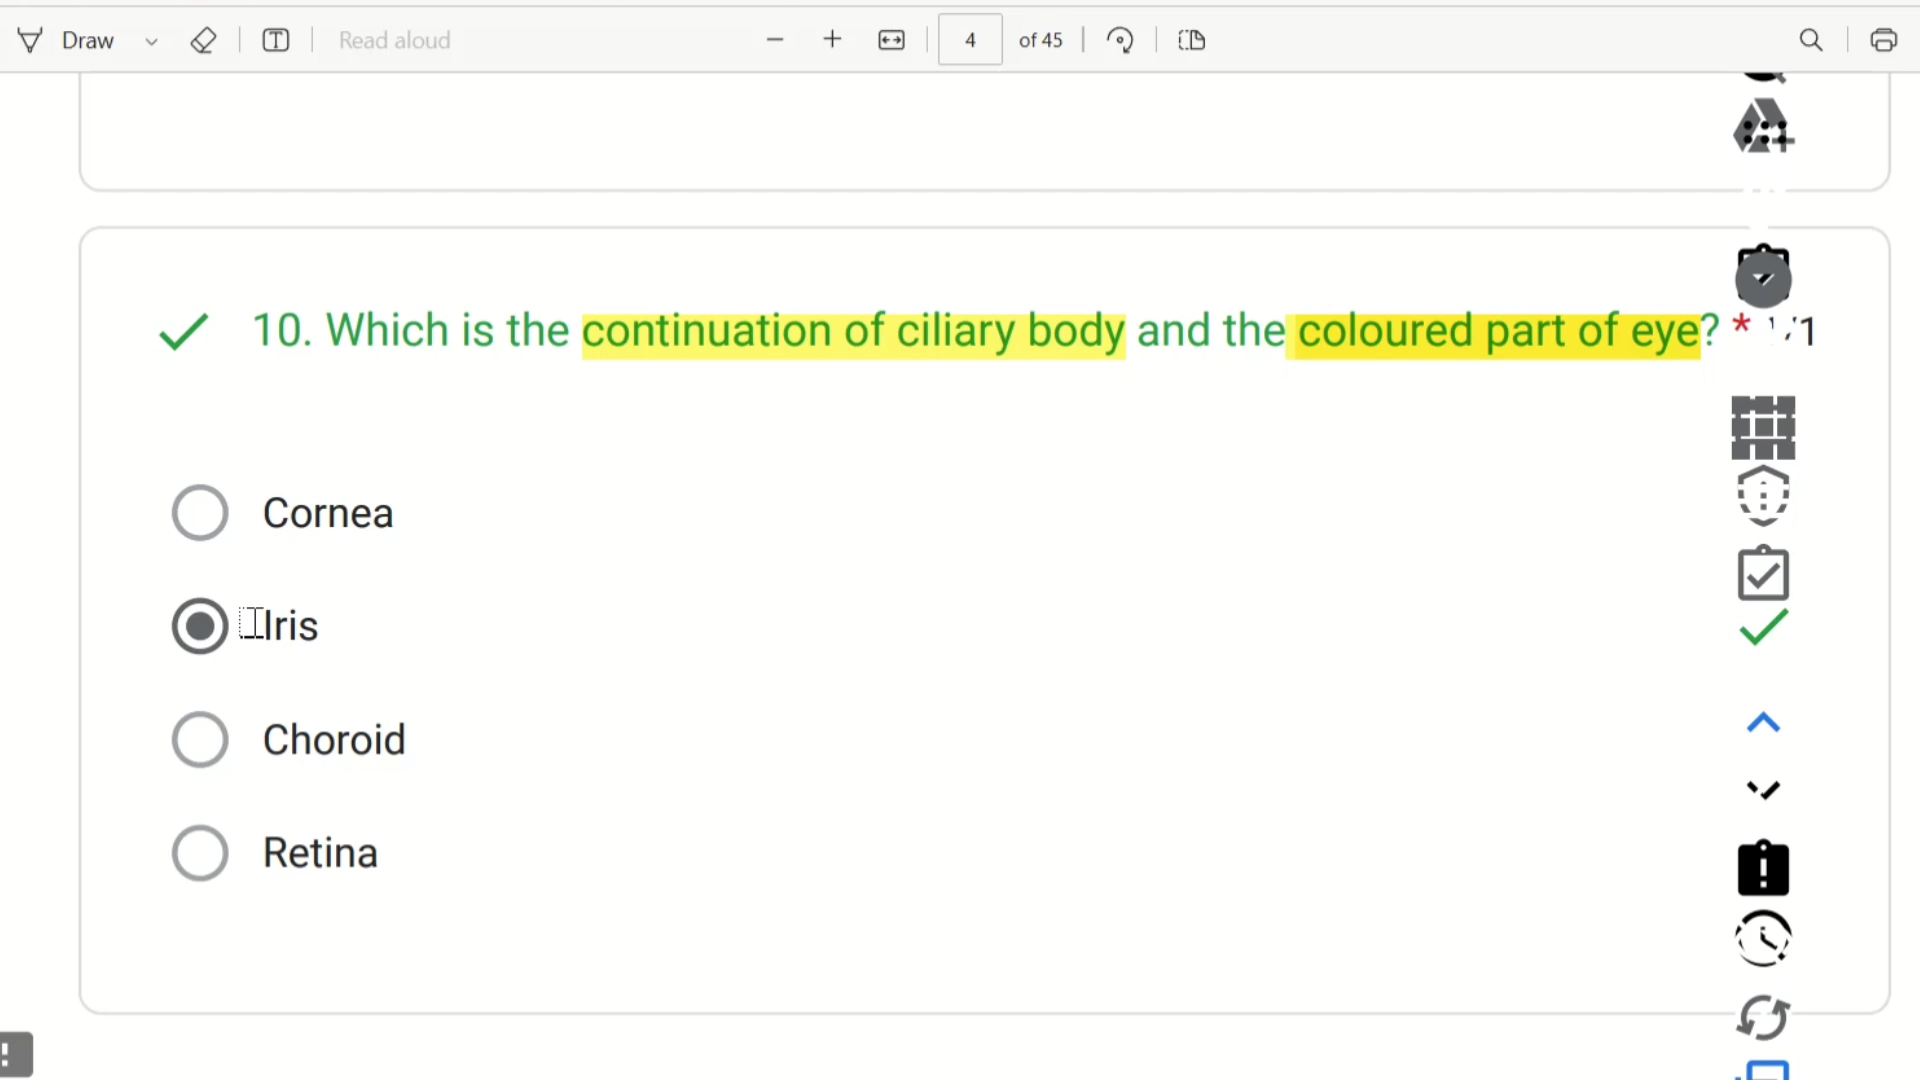 Draw
Read aloud
4
of 45
10. Which is the continuation of ciliary body and the coloured part of eye? *
Cornea
Iris
Choroid
Retina